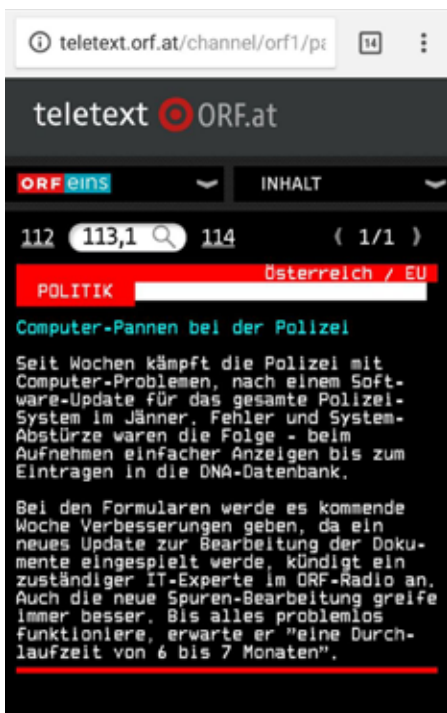 teletext.orf.at/channel/orf1/pa
14
teletext ORF.at
ORF eins
INHALT
112 113,1 114 ( 1/1 )
Österreich / EU
POLITIK
Computer-Pannen bei der Polizei
Seit Wochen kämpft die Polizei mit
Computer-Problemen, nach einem Soft-
ware-Update für das gesamte Polizei-
System im Jänner. Fehler und System-
Abstürze waren die Folge - beim
Aufnehmen einfacher Anzeigen bis zum
Eintragen in die DNA-Datenbank.
Bei den Formularen werde es kommende
Woche Verbesserungen geben, da ein
neues Update zur Bearbeitung der Doku-
mente eingespielt werde, kündigt ein
zuständiger IT-Experte im ORF-Radio an.
Auch die neue Spuren-Bearbeitung greife
immer besser. Bis alles problemlos
funktioniere, erwarte er "eine Durch-
laufzeit von 6 bis 7 Monaten".